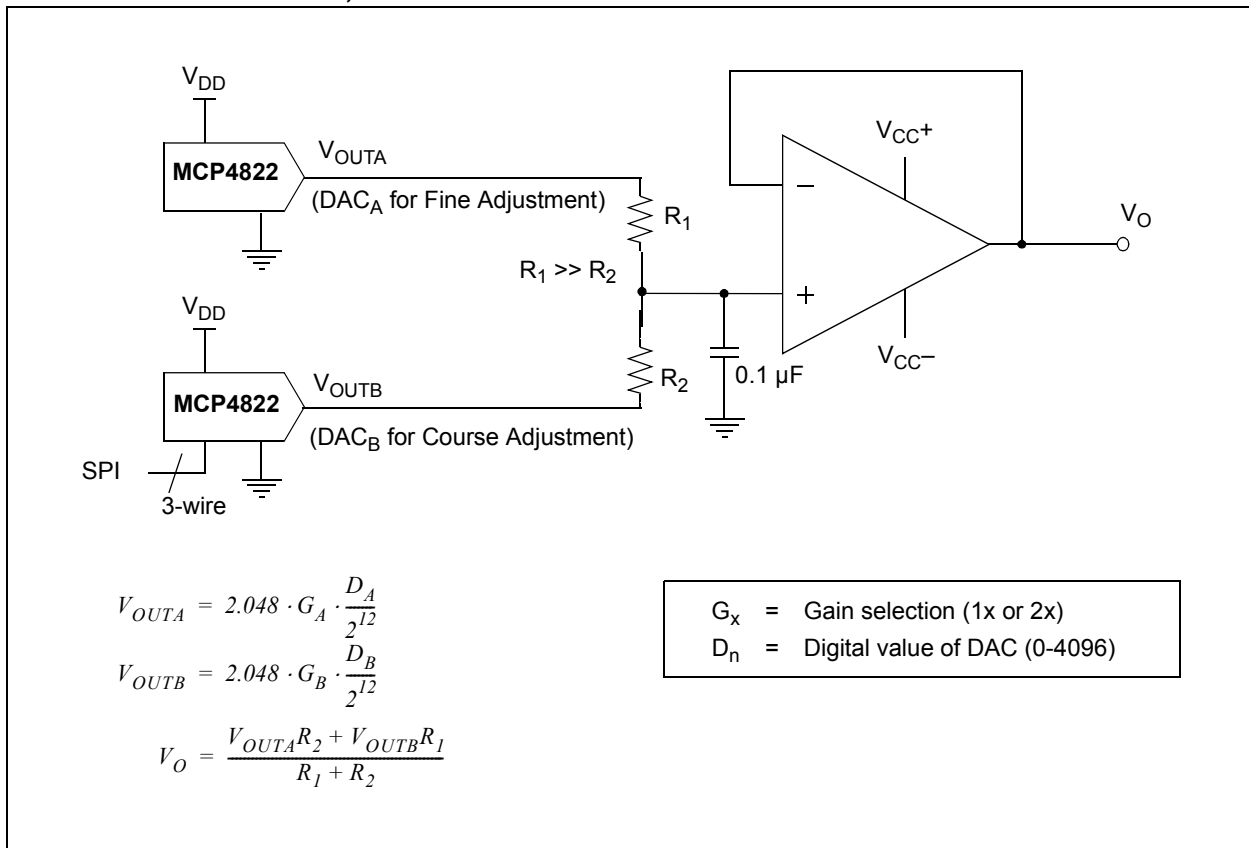 V_DD
MCP4822
V_OUTA
(DAC_A for Fine Adjustment)
R_1
R_1 >> R_2
V_DD
MCP4822
V_OUTB
(DAC_B for Course Adjustment)
SPI
3-wire
R_2
0.1 µF
V_CC+
−
+
V_CC−
V_O
V_OUTA = 2.048 · G_A · D_A / 2^12
V_OUTB = 2.048 · G_B · D_B / 2^12
V_O = (V_OUTA R_2 + V_OUTB R_1) / (R_1 + R_2)
G_x = Gain selection (1x or 2x)
D_n = Digital value of DAC (0-4096)